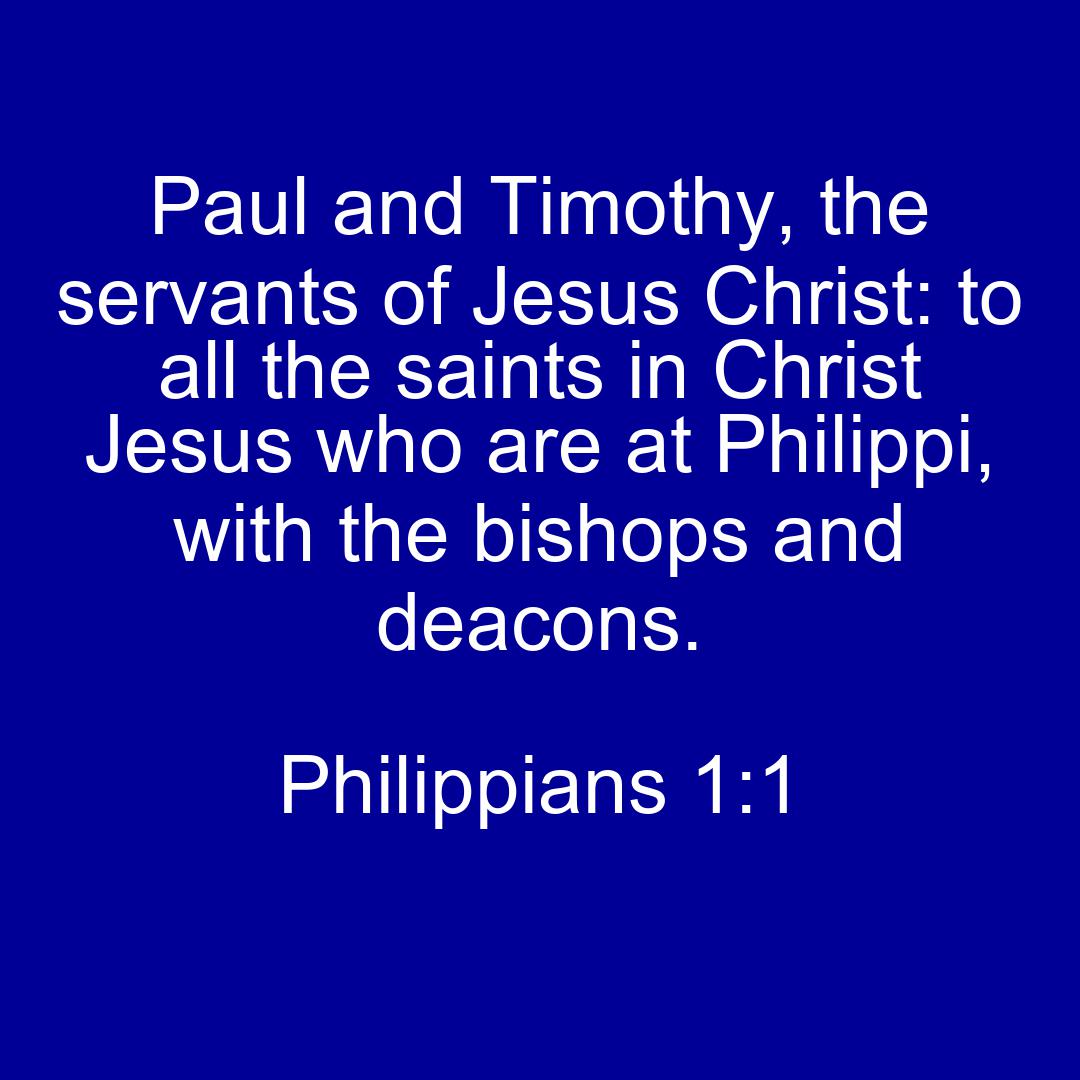 Paul and Timothy, the
servants of Jesus Christ: to
all the saints in Christ
Jesus who are at Philippi,
with the bishops and
deacons.
Philippians 1:1